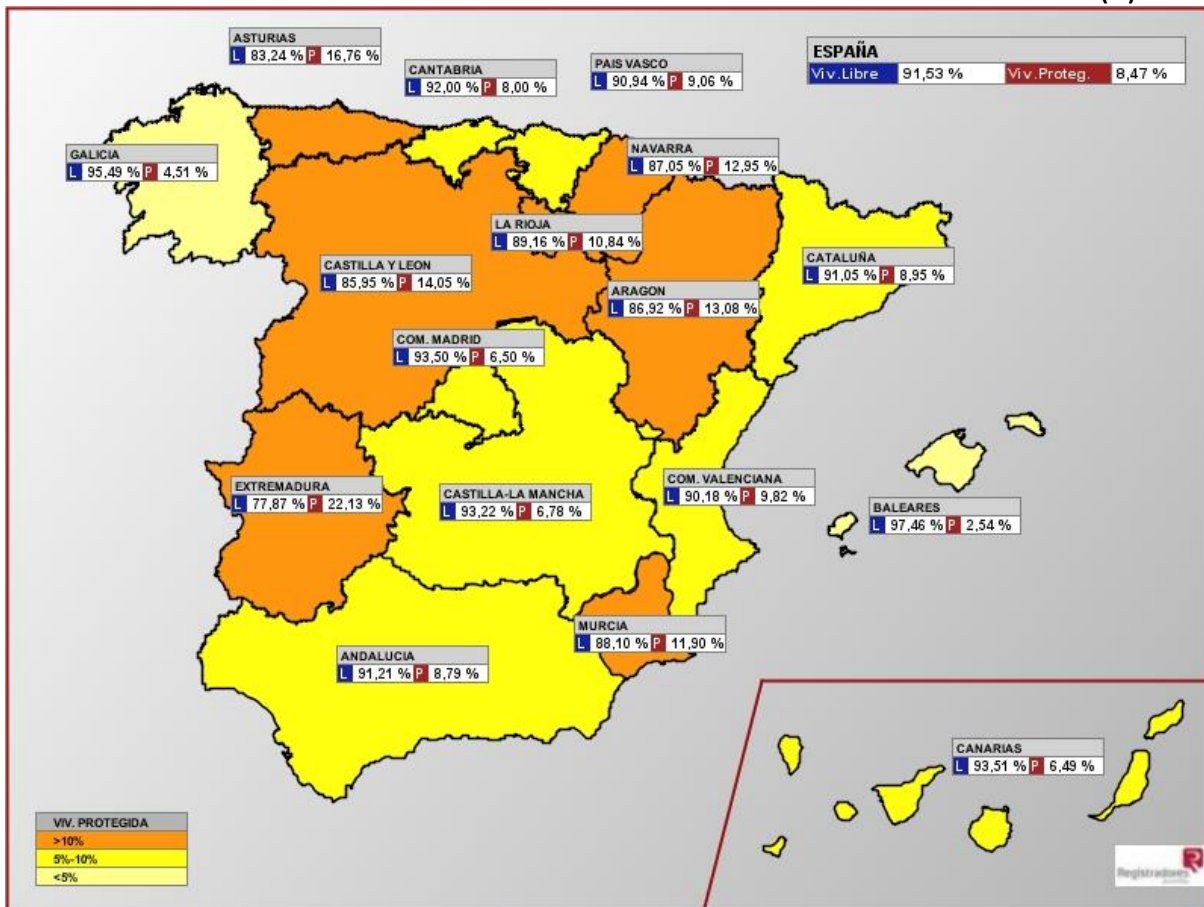 ASTURIAS
L 83,24 % P 16,76 %
CANTABRIA
L 92,00 % P 8,00 %
PAIS VASCO
L 90,94 % P 9,06 %
ESPAÑA
Viv.Libre 91,53 % Viv.Proteg. 8,47 %
GALICIA
L 95,49 % P 4,51 %
NAVARRA
L 87,05 % P 12,95 %
LA RIOJA
L 89,16 % P 10,84 %
CASTILLA Y LEON
L 85,95 % P 14,05 %
CATALUÑA
L 91,05 % P 8,95 %
ARAGON
L 86,92 % P 13,08 %
COM. MADRID
L 93,50 % P 6,50 %
EXTREMADURA
L 77,87 % P 22,13 %
CASTILLA-LA MANCHA
L 93,22 % P 6,78 %
COM. VALENCIANA
L 90,18 % P 9,82 %
BALEARES
L 97,46 % P 2,54 %
MURCIA
L 88,10 % P 11,90 %
ANDALUCIA
L 91,21 % P 8,79 %
CANARIAS
L 93,51 % P 6,49 %
VIV. PROTEGIDA
>10%
5%-10%
<5%
Registradores